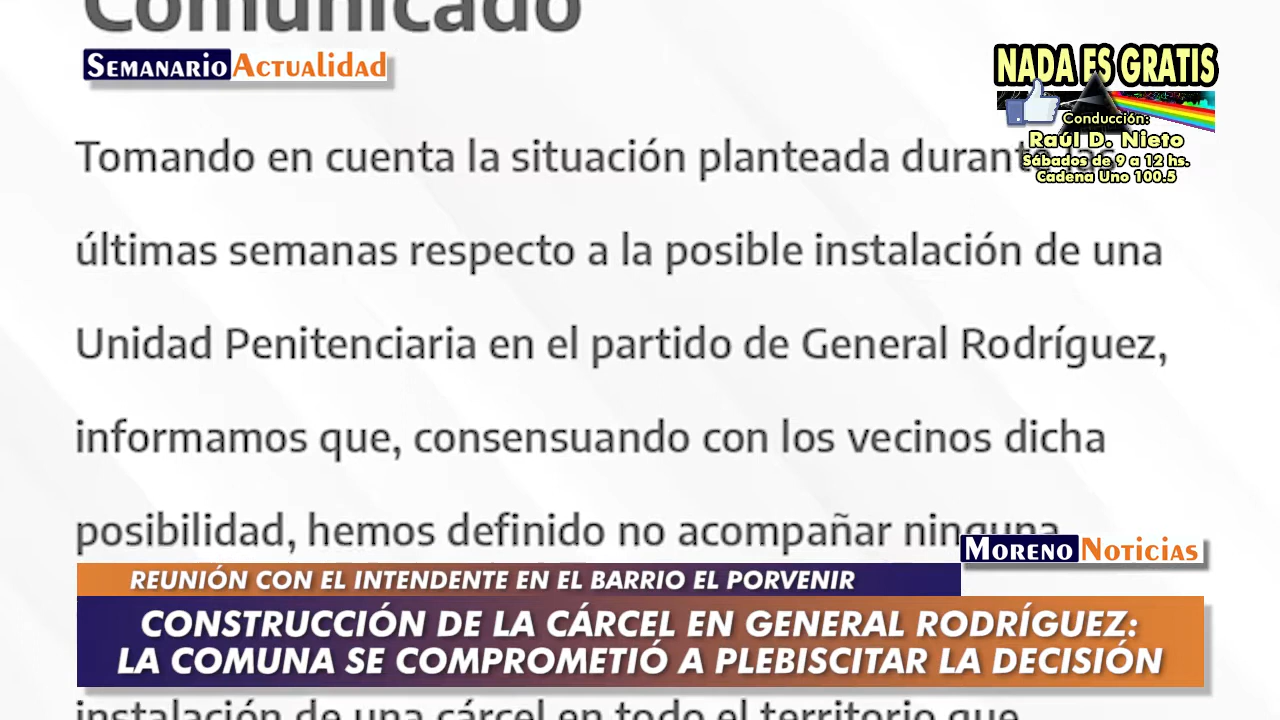 Comunicado
SEMANARIO ACTUALIDAD
NADA ES GRATIS
Conducción:
Raúl D. Nieto
Sábados de 9 a 12 hs.
Cadena Uno 100.5
Tomando en cuenta la situación planteada durante
últimas semanas respecto a la posible instalación de una
Unidad Penitenciaria en el partido de General Rodríguez,
informamos que, consensuando con los vecinos dicha
posibilidad, hemos definido no acompañar ninguna
MORENO NOTICIAS
REUNIÓN CON EL INTENDENTE EN EL BARRIO EL PORVENIR
CONSTRUCCIÓN DE LA CÁRCEL EN GENERAL RODRÍGUEZ:
LA COMUNA SE COMPROMETIÓ A PLEBISCITAR LA DECISIÓN
instalación de una cárcel en todo el territorio que